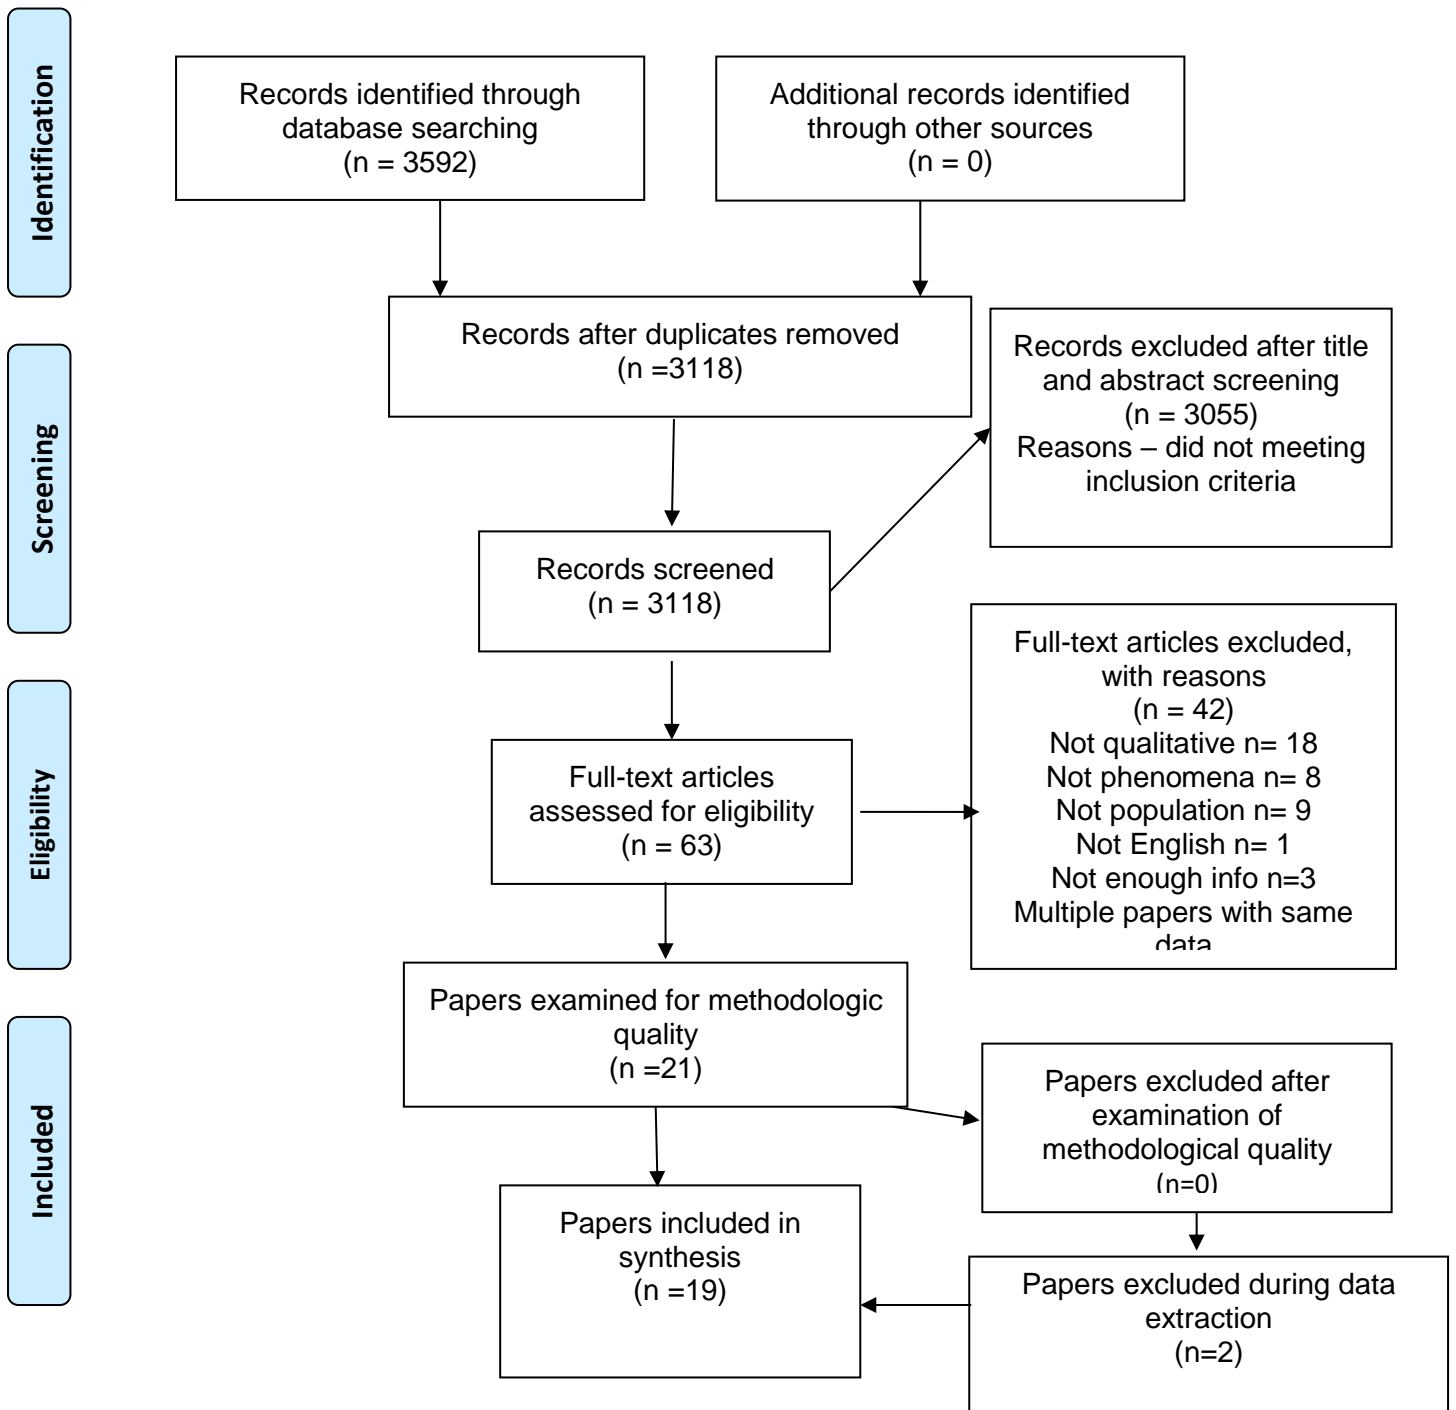 Identification
Records identified through
database searching
(n = 3592)
Additional records identified
through other sources
(n = 0)
Records after duplicates removed
(n =3118)
Records excluded after title
and abstract screening
(n = 3055)
Reasons – did not meeting
inclusion criteria
Screening
Records screened
(n = 3118)
Full-text articles excluded,
with reasons
(n = 42)
Not qualitative n= 18
Not phenomena n= 8
Not population n= 9
Not English n= 1
Not enough info n=3
Multiple papers with same
data
Eligibility
Full-text articles
assessed for eligibility
(n = 63)
Papers examined for methodologic
quality
(n =21)
Papers excluded after
examination of
methodological quality
(n=0)
Included
Papers included in
synthesis
(n =19)
Papers excluded during data
extraction
(n=2)